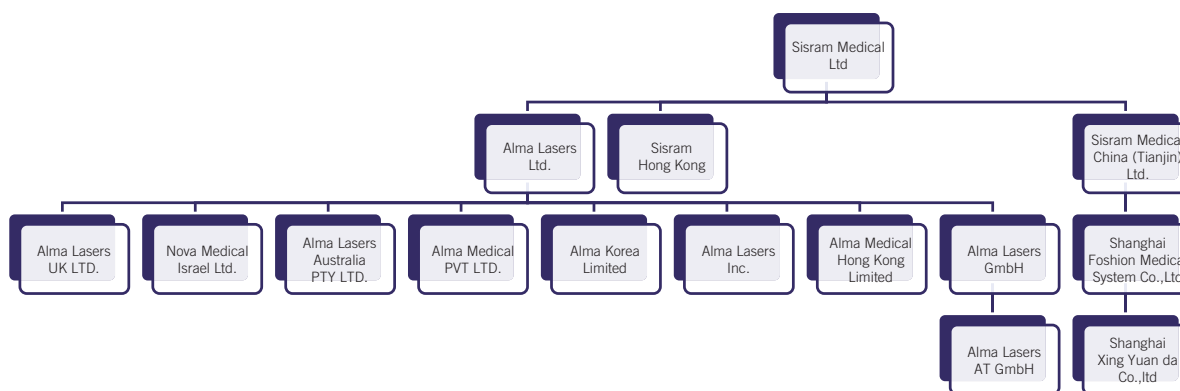 Sisram Medical
Ltd
Alma Lasers
Ltd.
Sisram
Hong Kong
Sisram Medical
China (Tianjin)
Ltd.
Alma Lasers
UK LTD.
Nova Medical
Israel Ltd.
Alma Lasers
Australia
PTY LTD.
Alma Medical
PVT LTD.
Alma Korea
Limited
Alma Lasers
Inc.
Alma Medical
Hong Kong
Limited
Alma Lasers
GmbH
Shanghai
Foshion Medical
System Co.,Ltd
Alma Lasers
AT GmbH
Shanghai
Xing Yuan da
Co.,ltd